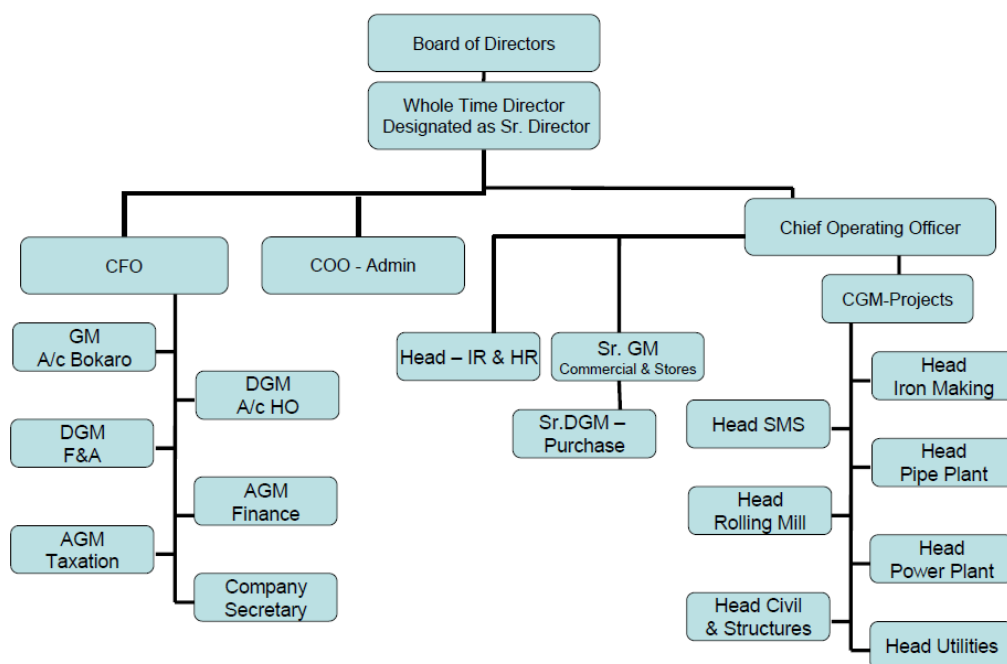 Board of Directors
Whole Time Director
Designated as Sr. Director
Chief Operating Officer
CFO
COO - Admin
CGM-Projects
GM
A/c Bokaro
DGM
A/c HO
DGM
F&A
AGM
Finance
AGM
Taxation
Company
Secretary
Head – IR & HR
Sr. GM
Commercial & Stores
Sr.DGM –
Purchase
Head
Iron Making
Head SMS
Head
Pipe Plant
Head
Rolling Mill
Head
Power Plant
Head Civil
& Structures
Head Utilities